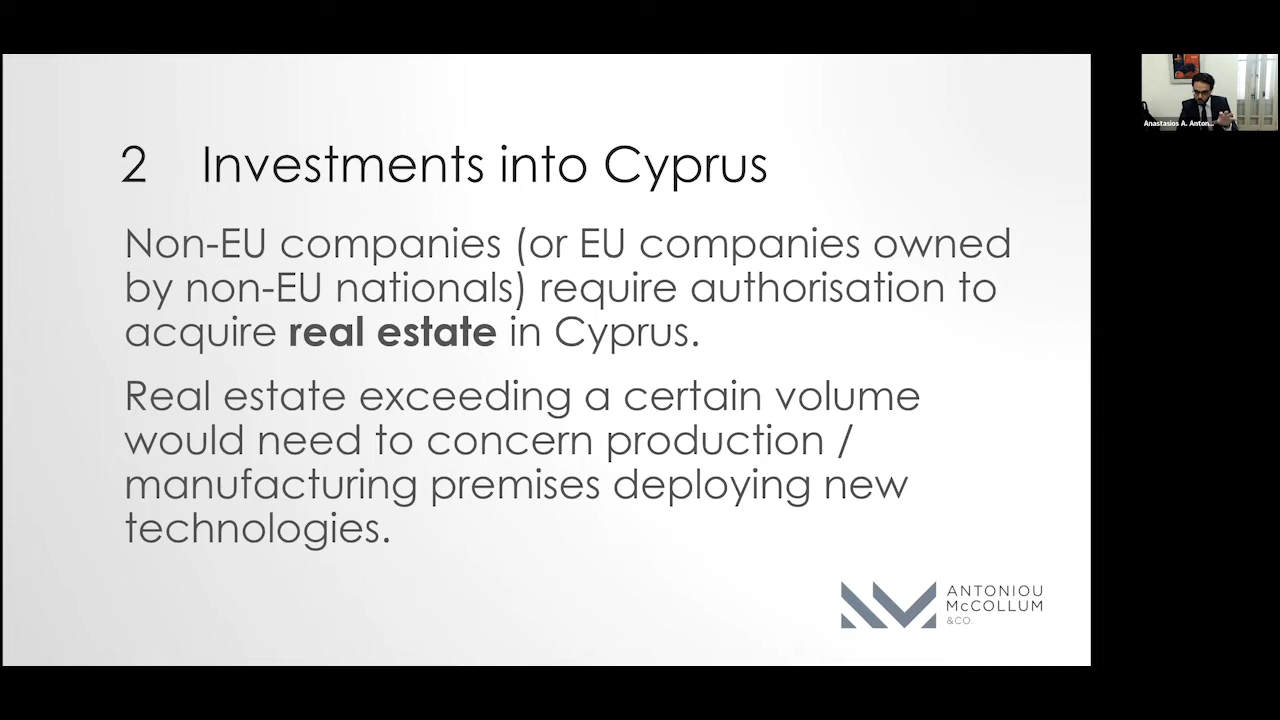 2 Investments into Cyprus
Non-EU companies (or EU companies owned
by non-EU nationals) require authorisation to
acquire real estate in Cyprus.
Real estate exceeding a certain volume
would need to concern production /
manufacturing premises deploying new
technologies.
ANTONIOU
McCOLLUM
&CO.
Anastasios A. Anton...